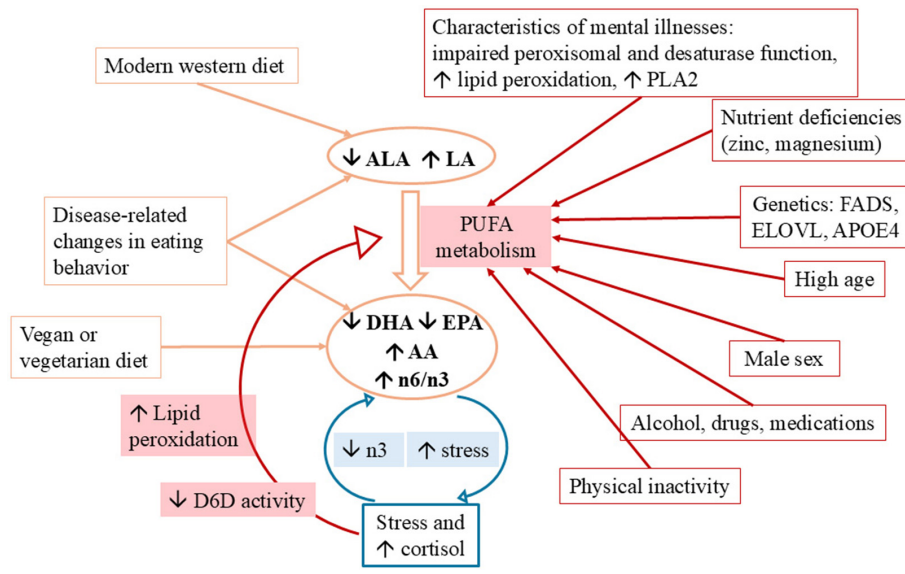 Characteristics of mental illnesses:
impaired peroxisomal and desaturase function,
↑ lipid peroxidation, ↑ PLA2
Modern western diet
Nutrient deficiencies
(zinc, magnesium)
↓ ALA ↑ LA
Genetics: FADS,
ELOVL, APOE4
PUFA
metabolism
Disease-related
changes in eating
behavior
High age
↓ DHA ↓ EPA
↑ AA
↑ n6/n3
Vegan or
vegetarian diet
Male sex
↑ Lipid
peroxidation
Alcohol, drugs, medications
↓ n3
↑ stress
Physical inactivity
↓ D6D activity
Stress and
↑ cortisol